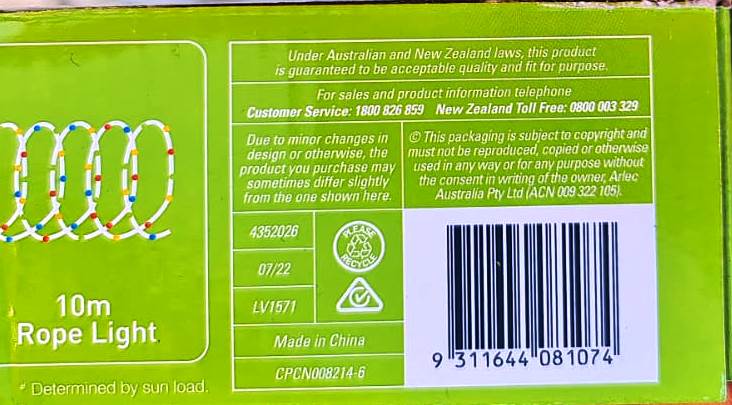 Under Australian and New Zealand laws, this product
is guaranteed to be acceptable quality and fit for purpose.
For sales and product information telephone
Customer Service: 1800 826 859 New Zealand Toll Free: 0800 003 329
Due to minor changes in
design or otherwise, the
product you purchase may
sometimes differ slightly
from the one shown here.
© This packaging is subject to copyright and
must not be reproduced, copied or otherwise
used in any way or for any purpose without
the consent in writing of the owner, Arlec
Australia Pty Ltd (ACN 009 322 105).
4352026
07/22
LV1571
PLEASE
RECYCLE
Made in China
CPCN008214-6
9 311644 081074
10m
Rope Light
* Determined by sun load.